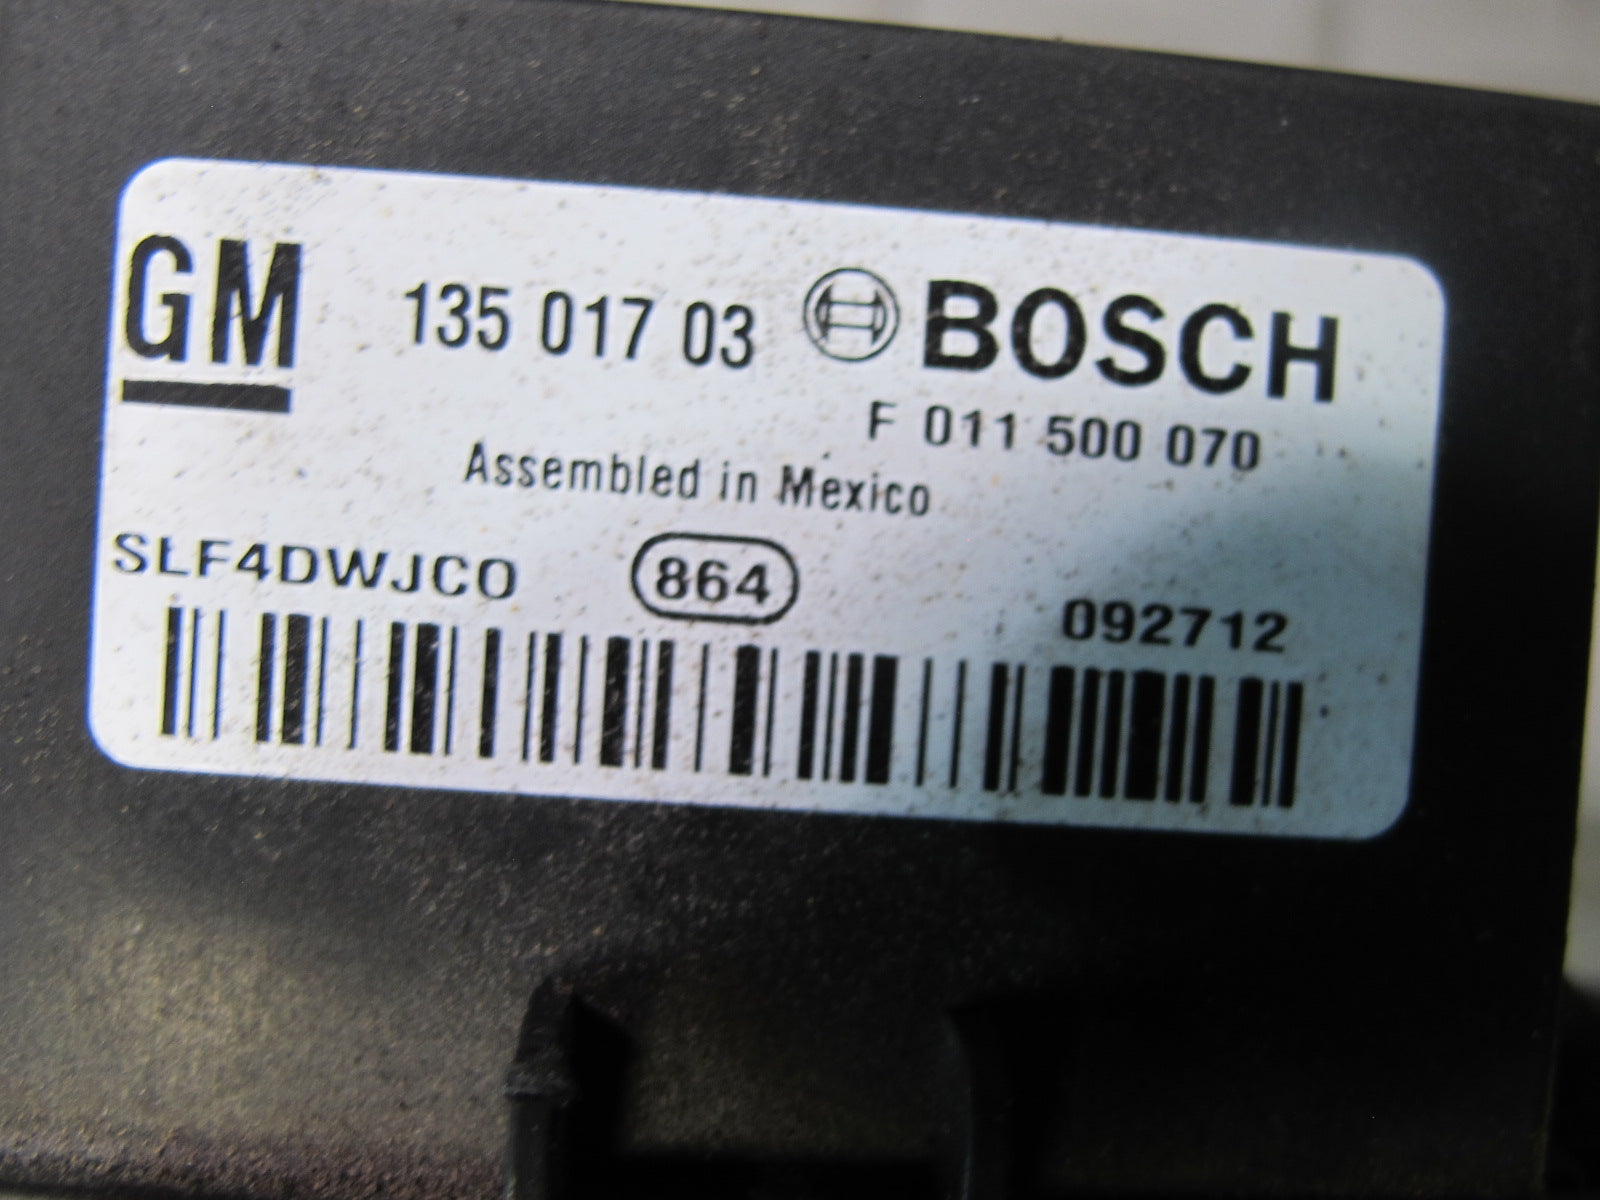 GM 135 017 03 BOSCH
F 011 500 070
Assembled in Mexico
SLF4DWJCO 864 092712